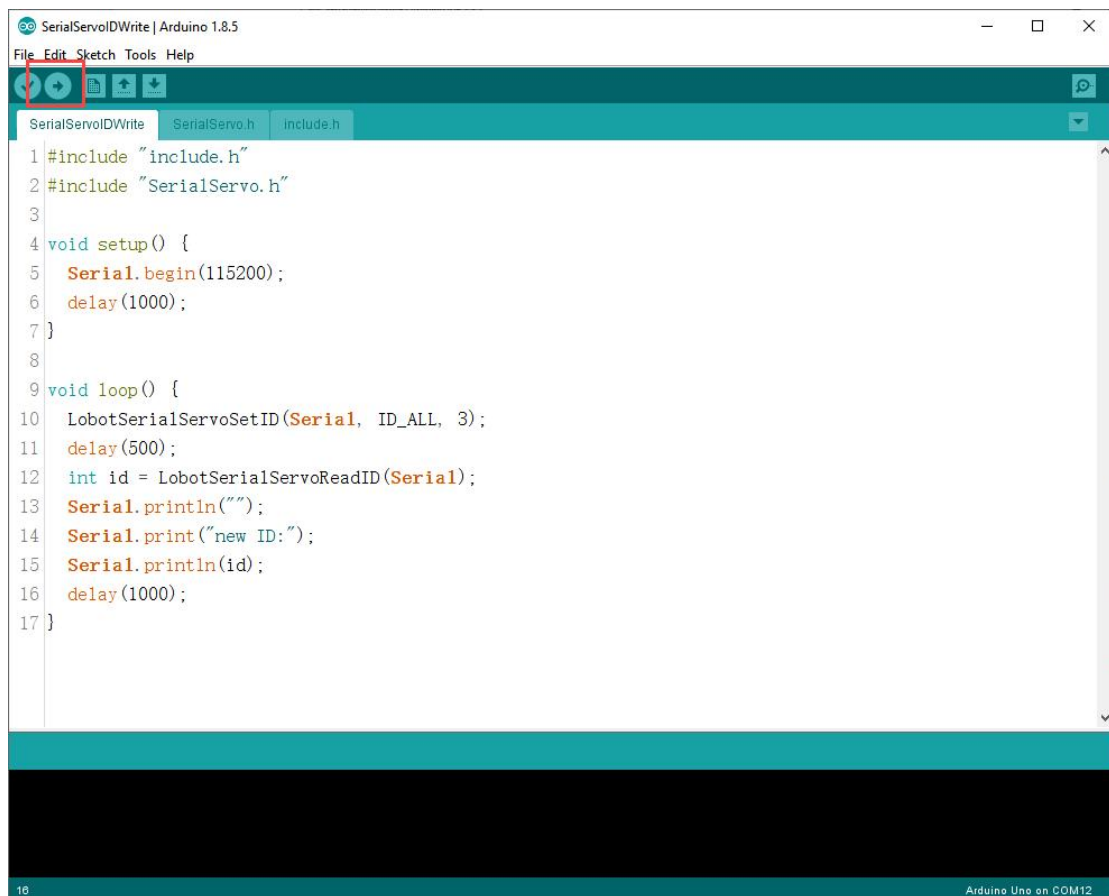 SerialServoIDWrite | Arduino 1.8.5
File Edit Sketch Tools Help
SerialServoIDWrite SerialServo.h include.h
1 #include "include.h"
2 #include "SerialServo.h"
3
4 void setup() {
5 Serial.begin(115200);
6 delay(1000);
7 }
8
9 void loop() {
10 LobotSerialServoSetID(Serial, ID_ALL, 3);
11 delay(500);
12 int id = LobotSerialServoReadID(Serial);
13 Serial.println("");
14 Serial.print("new ID:");
15 Serial.println(id);
16 delay(1000);
17 }
16 Arduino Uno on COM12